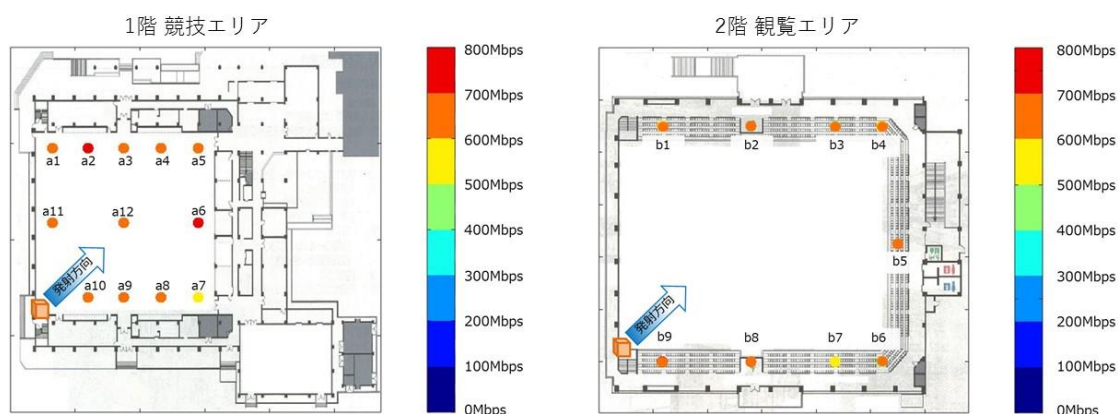 1階 競技エリア
a1
a2
a3
a4
a5
a11
a12
a6
発射方向
a10
a9
a8
a7
800Mbps
700Mbps
600Mbps
500Mbps
400Mbps
300Mbps
200Mbps
100Mbps
0Mbps
2階 観覧エリア
b1
b2
b3
b4
b5
発射方向
b9
b8
b7
b6
800Mbps
700Mbps
600Mbps
500Mbps
400Mbps
300Mbps
200Mbps
100Mbps
0Mbps